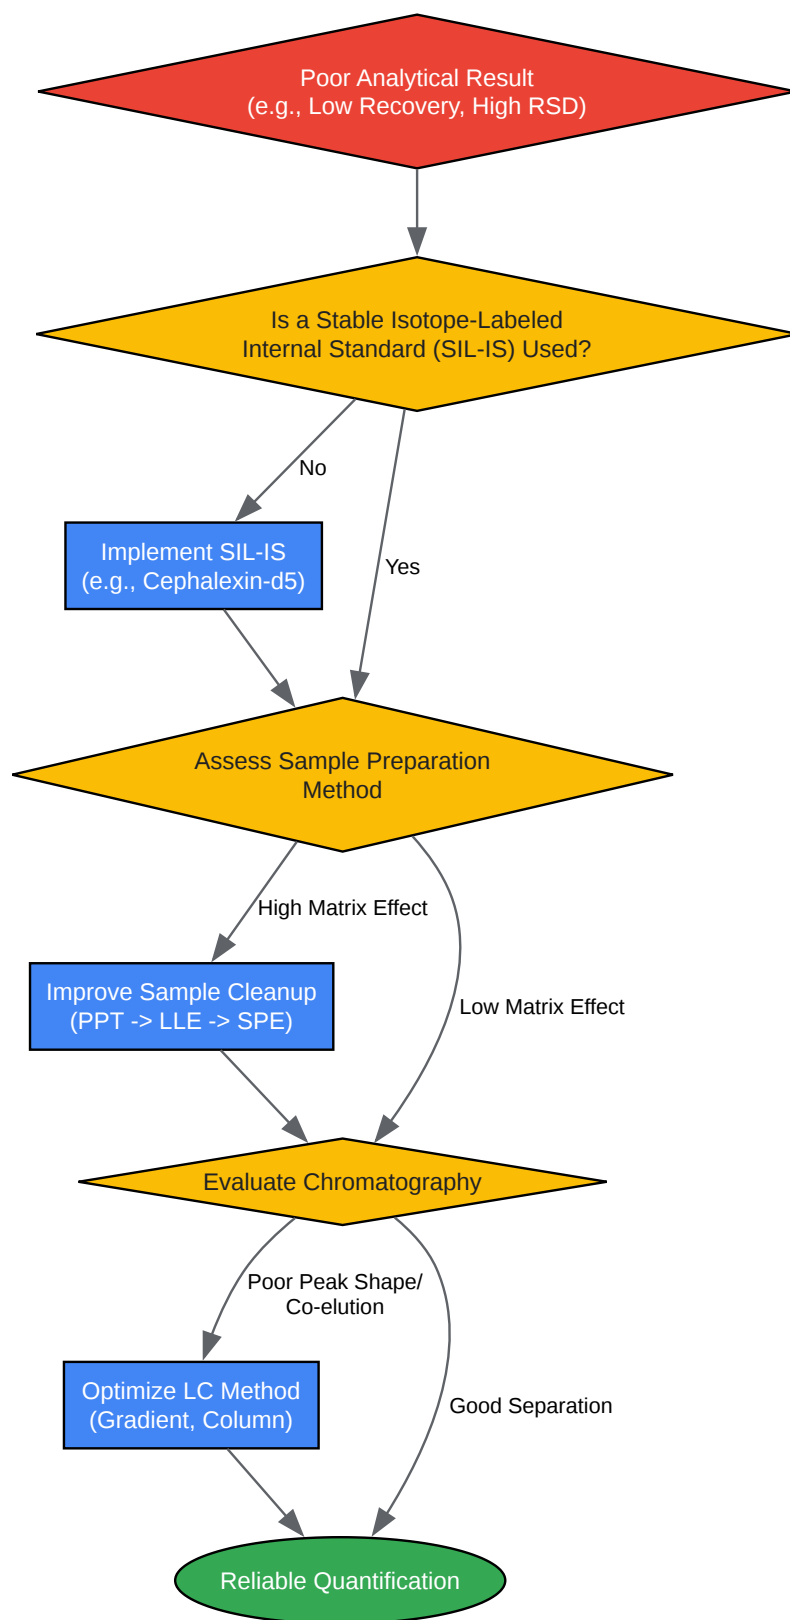 Poor Analytical Result
(e.g., Low Recovery, High RSD)
Is a Stable Isotope-Labeled
Internal Standard (SIL-IS) Used?
No
Yes
Implement SIL-IS
(e.g., Cephalexin-d5)
Assess Sample Preparation
Method
High Matrix Effect
Low Matrix Effect
Improve Sample Cleanup
(PPT -> LLE -> SPE)
Evaluate Chromatography
Poor Peak Shape/
Co-elution
Good Separation
Optimize LC Method
(Gradient, Column)
Reliable Quantification